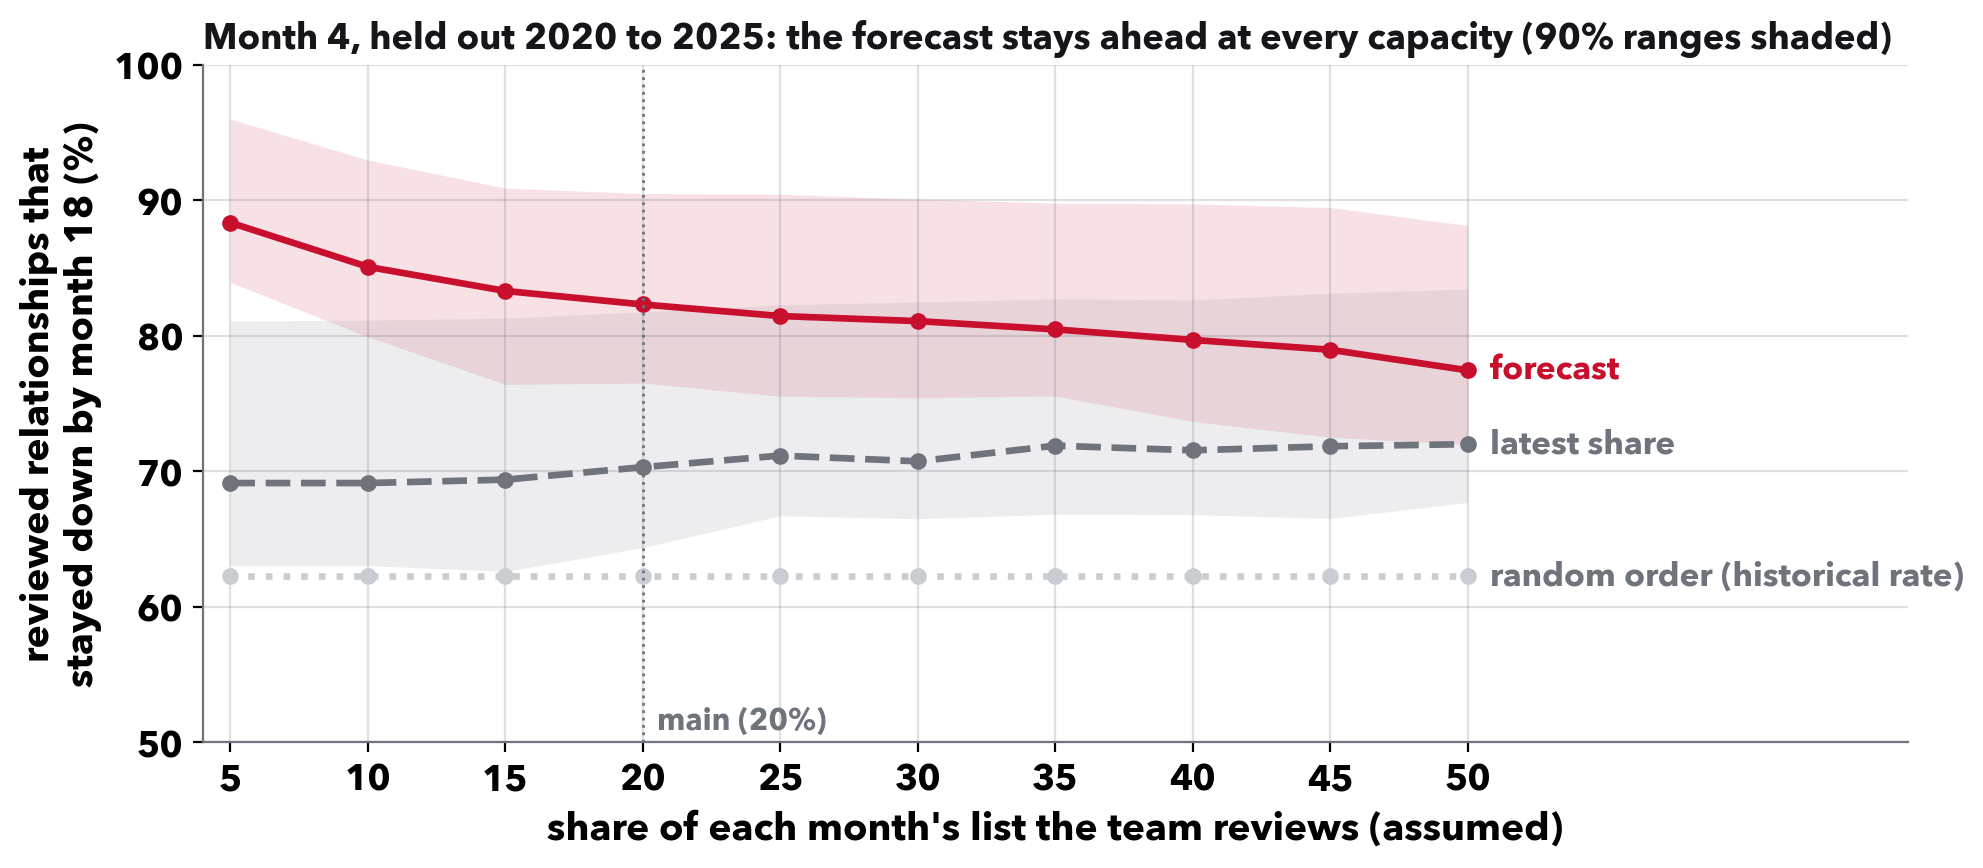 Month 4, held out 2020 to 2025: the forecast stays ahead at every capacity (90% ranges shaded)
reviewed relationships that
stayed down by month 18 (%)
100
90
80
70
60
50
forecast
latest share
random order (historical rate)
main (20%)
5 10 15 20 25 30 35 40 45 50
share of each month's list the team reviews (assumed)